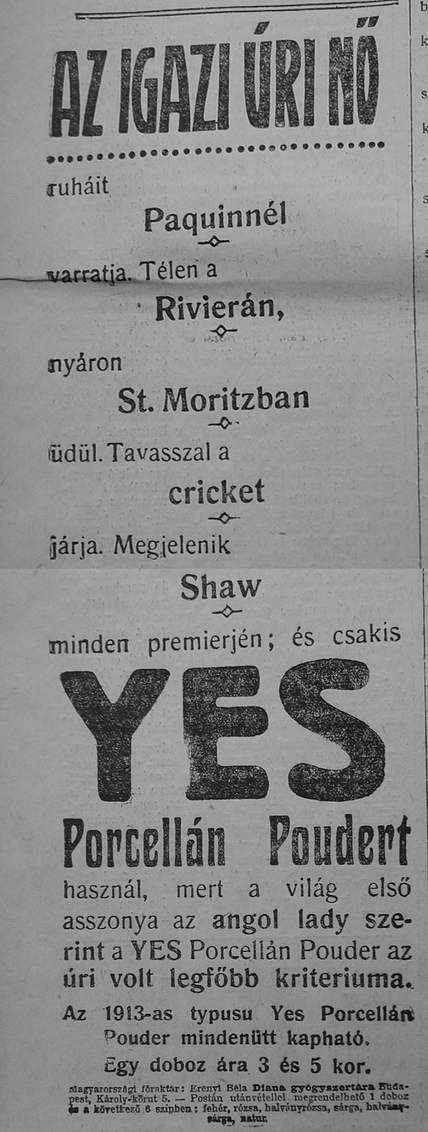 AZ IGAZI ÚRI NŐ
ruháit
Paquinnél
varratja. Télen a
Rivierán,
nyáron
St. Moritzban
üdül. Tavasszal a
cricket
járja. Megjelenik
Shaw
minden premierjén; és csakis
YES
Porcellán Poudert
használ, mert a világ első
asszonya az angol lady sze-
rint a YES Porcellán Pouder az
úri volt legfőbb kriteriuma.
Az 1913-as typusu Yes Porcellán
Pouder mindenütt kapható.
Egy doboz ára 3 és 5 kor.
Magyarországi főraktár: Erényi Béla Diana gyógyszertára Buda-
pest, Károly-körut 5. — Postán utánvéttel megrendelhető 1 doboz
és a következő 6 szinben: fehér, rózsa, halványrózsa, sárga, halvány-
sárga, natur.